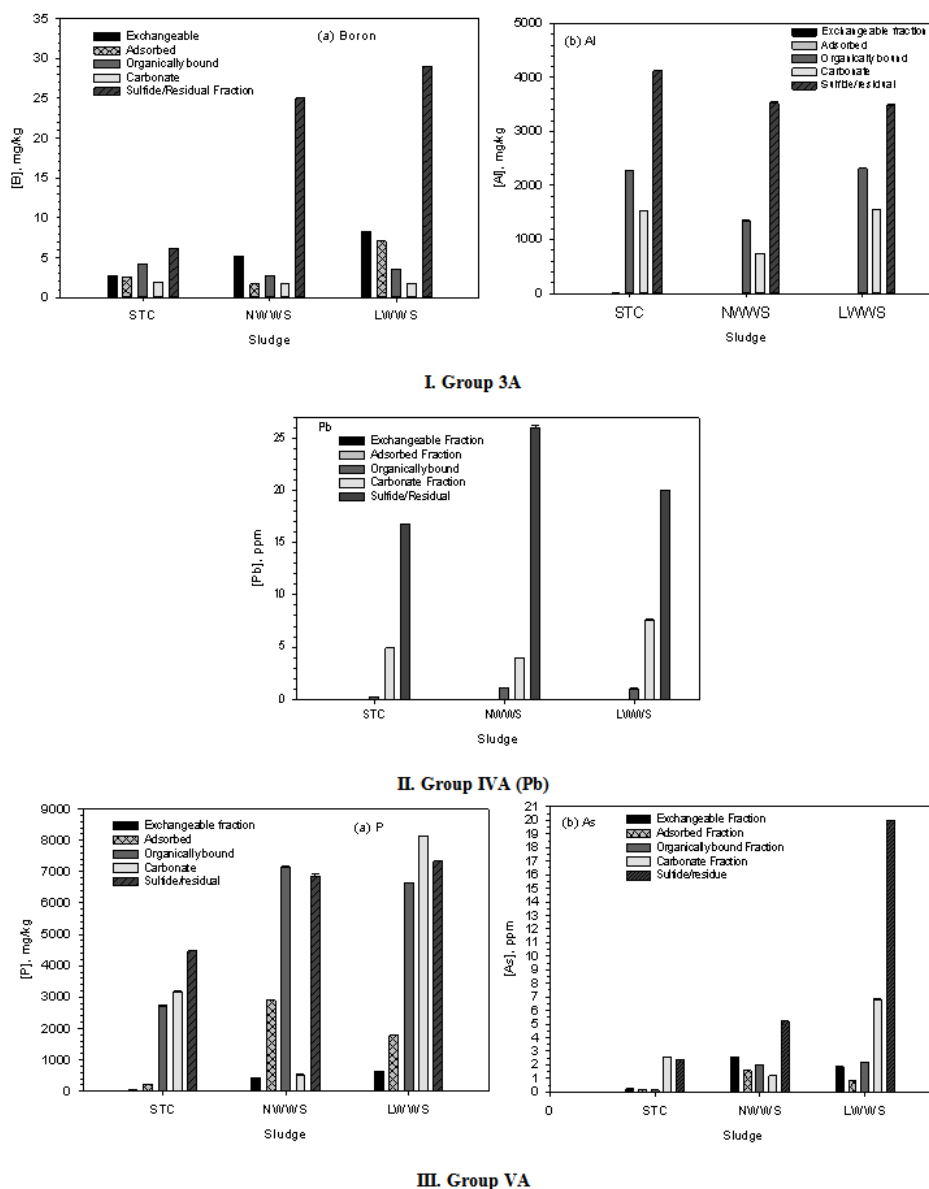 (a) Boron
Exchangeable
Adsorbed
Organically bound
Carbonate
Sulfide/Residual Fraction
35
30
25
20
15
10
5
0
[B], mg/kg
STC NWWS LWWS
Sludge
(b) Al
Exchangeable fraction
Adsorbed
Organically bound
Carbonate
Sulfide/residual
5000
4000
3000
2000
1000
0
[Al], mg/kg
STC NWWS LWWS
Sludge
I. Group 3A
Pb
Exchangeable Fraction
Adsorbed Fraction
Organically bound
Carbonate Fraction
Sulfide/Residual
25
20
15
10
5
0
[Pb], ppm
STC NWWS LWWS
Sludge
II. Group IVA (Pb)
(a) P
Exchangeable fraction
Adsorbed
Organically bound
Carbonate
Sulfide/residual
9000
8000
7000
6000
5000
4000
3000
2000
1000
0
[P], mg/kg
STC NWWS LWWS
Sludge
(b) As
Exchangeable Fraction
Adsorbed Fraction
Organically bound Fraction
Carbonate Fraction
Sulfide/residue
21
20
19
18
17
16
15
14
13
12
11
10
9
8
7
6
5
4
3
2
1
0
[As], ppm
0 STC NWWS LWWS
Sludge
III. Group VA